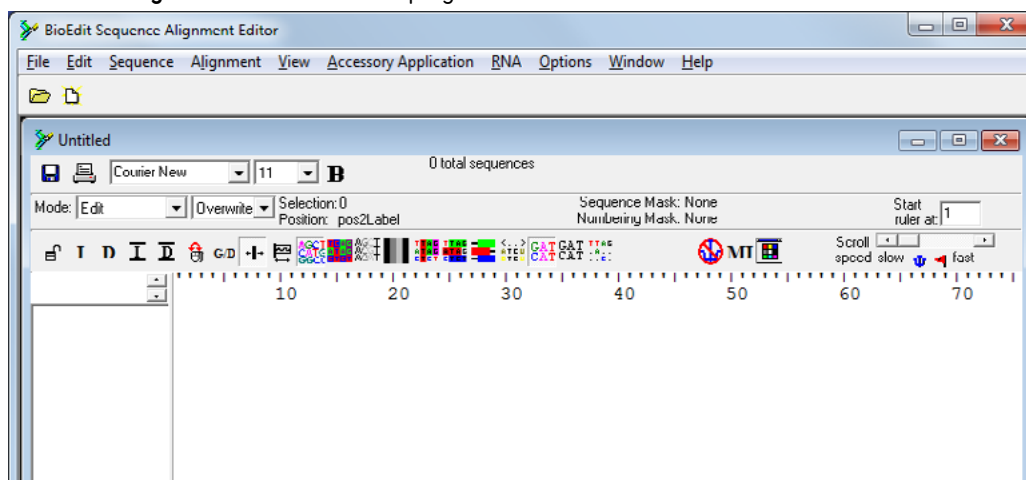 BioEdit Sequence Alignment Editor
File Edit Sequence Alignment View Accessory Application RNA Options Window Help
Untitled
Courier New 11 B 0 total sequences
Mode: Edit Overwrite Selection: 0 Sequence Mask: None Start
Position: pos2Label Numbering Mask: None ruler at: 1
I D I D G/D GAT GAT MT Scroll
CAT CAT speed slow fast
10 20 30 40 50 60 70